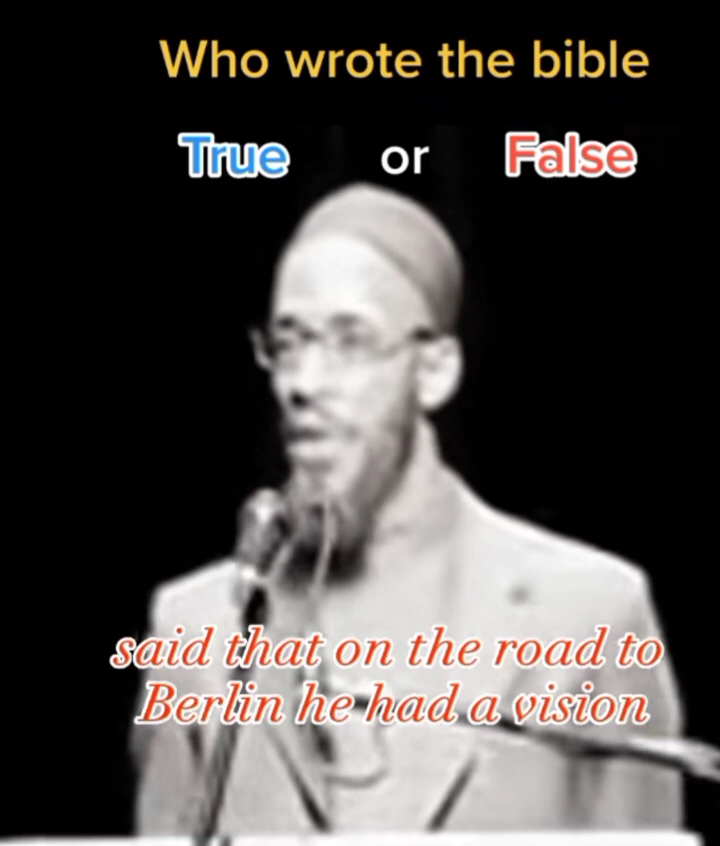 Who wrote the bible
True or False
said that on the road to
Berlin he had a vision